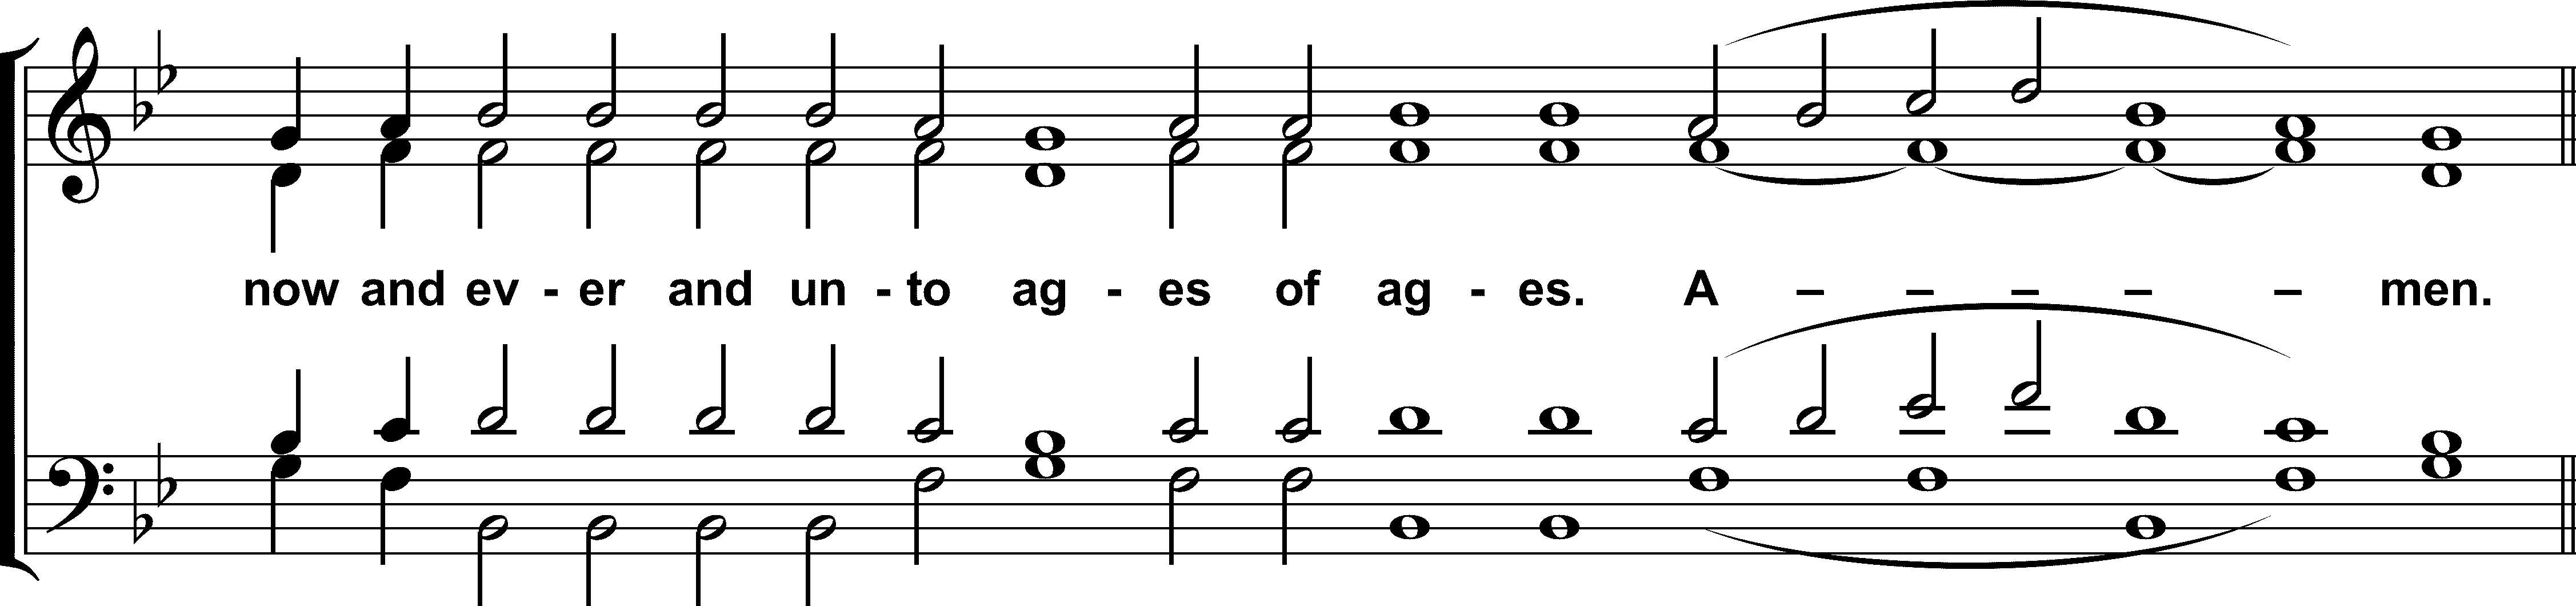 now and ev - er and un - to ag - es of ag - es. A – – – – – men.